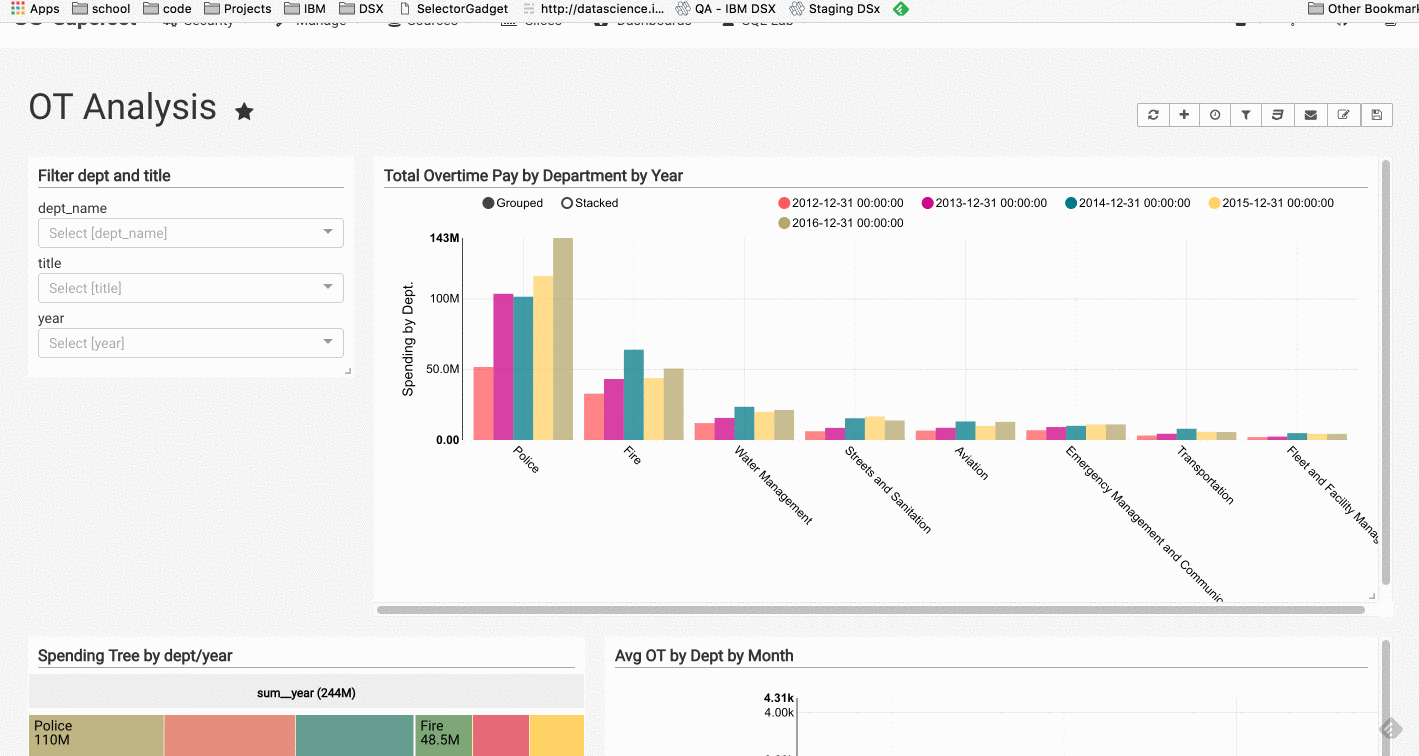 Apps school code Projects IBM DSX SelectorGadget http://datascience.i... QA - IBM DSX Staging DSx Other Bookmark
OT Analysis
Filter dept and title
dept_name
Select [dept_name]
title
Select [title]
year
Select [year]
Total Overtime Pay by Department by Year
Grouped Stacked 2012-12-31 00:00:00 2013-12-31 00:00:00 2014-12-31 00:00:00 2015-12-31 00:00:00
2016-12-31 00:00:00
143M
100M
50.0M
0.00
Spending by Dept.
Police
Fire
Water Management
Streets and Sanitation
Aviation
Emergency Management and Communic
Transportation
Fleet and Facility Manag
Spending Tree by dept/year
sum__year (244M)
Police
110M
Fire
48.5M
Avg OT by Dept by Month
4.31k
4.00k